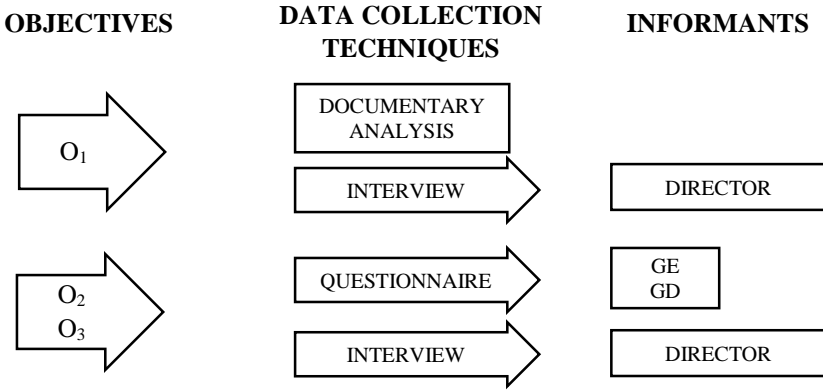 OBJECTIVES
DATA COLLECTION
TECHNIQUES
INFORMANTS
O₁
DOCUMENTARY
ANALYSIS
INTERVIEW
DIRECTOR
O₂
O₃
QUESTIONNAIRE
GE
GD
INTERVIEW
DIRECTOR